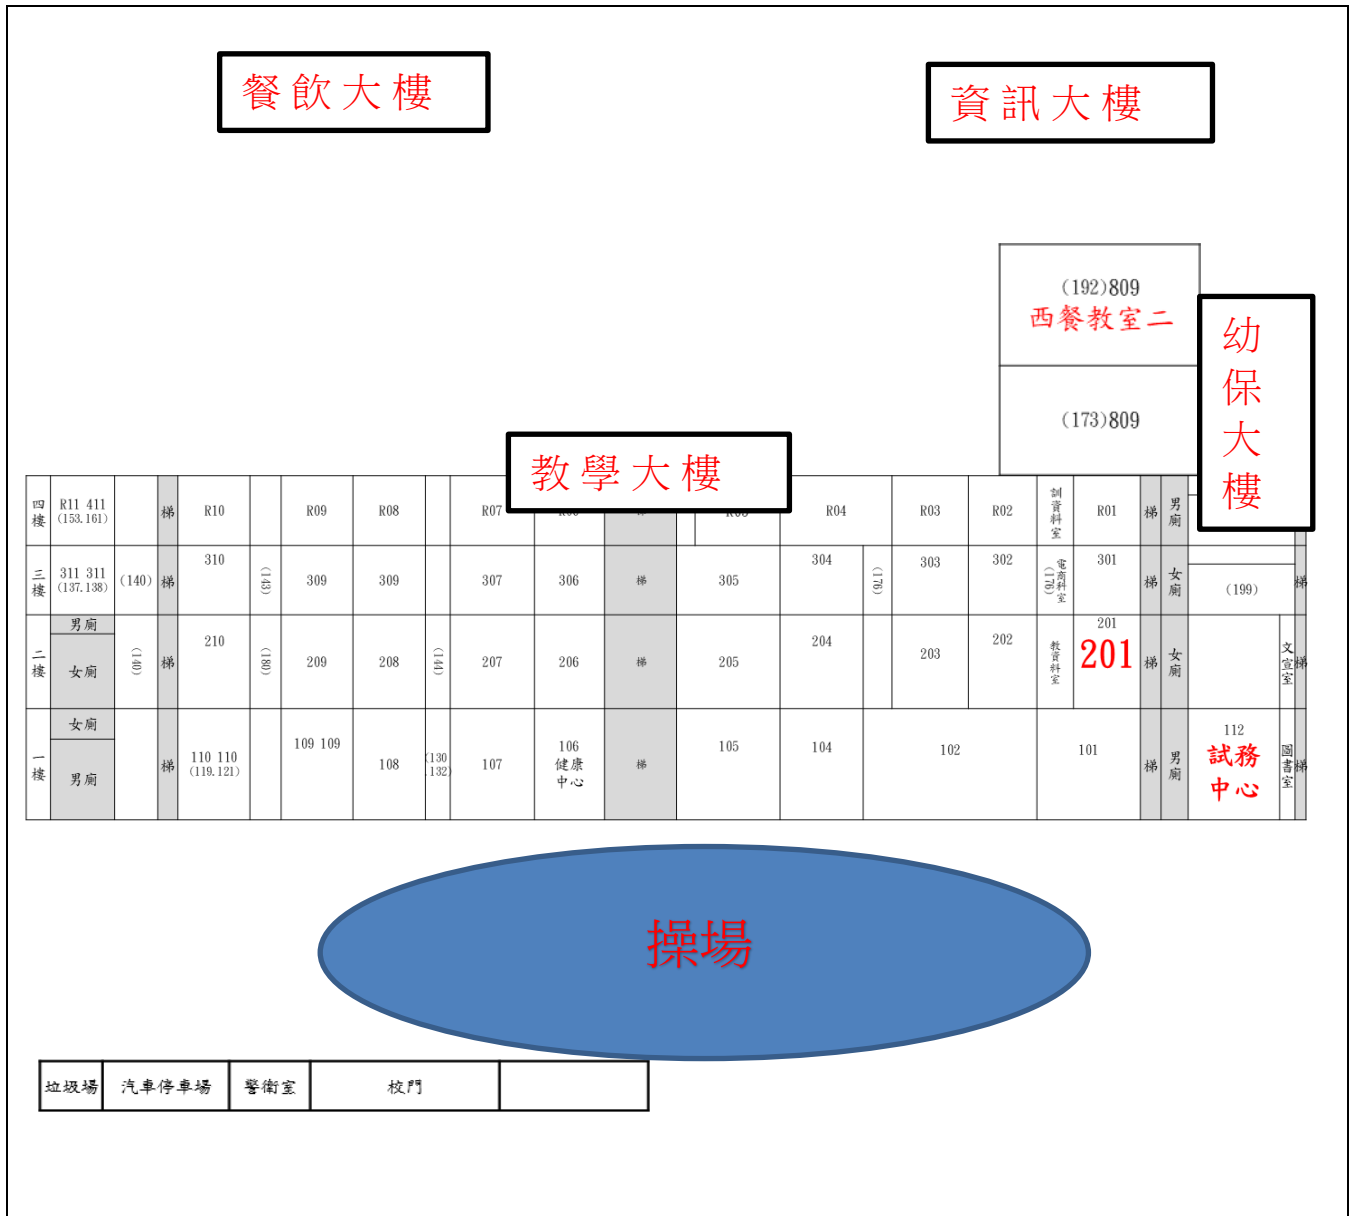 餐飲大樓
資訊大樓
(192)809
西餐教室二
幼保大樓
(173)809
教學大樓
四樓 R11 411 (153.161) 梯 R10 R09 R08 R07 R04 R03 R02 訓資料室 R01 梯 男廁
三樓 311 311 (137.138) (140) 梯 310 (143) 309 309 307 306 梯 305 304 (176) 303 302 電商科室 (176) 301 梯 女廁 (199) 梯
二樓 男廁 女廁 (140) 梯 210 (180) 209 208 (144) 207 206 梯 205 204 203 202 教資料室 201 201 梯 女廁 文宣室 梯
一樓 女廁 男廁 梯 110 110 (119.121) 109 109 108 (130.132) 107 106 健康中心 梯 105 104 102 101 梯 男廁 112 試務中心 圖書室 梯
操場
垃圾場 汽車停車場 警衛室 校門